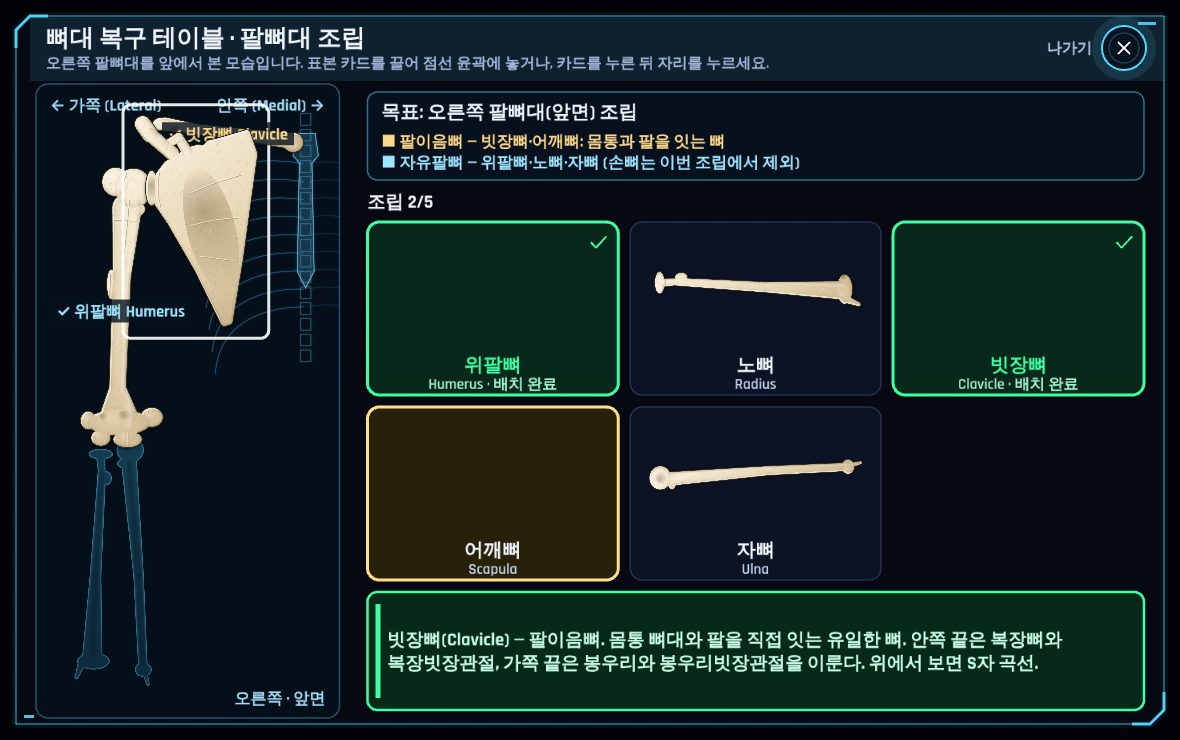 뼈대 복구 테이블 · 팔뼈대 조립
오른쪽 팔뼈대를 앞에서 본 모습입니다. 표본 카드를 끌어 점선 윤곽에 놓거나, 카드를 누른 뒤 자리를 누르세요.
나가기
← 가쪽 (Lateral)
안쪽 (Medial) →
빗장뼈
✓ 위팔뼈 Humerus
오른쪽 · 앞면
목표: 오른쪽 팔뼈대(앞면) 조립
■ 팔이음뼈 – 빗장뼈·어깨뼈: 몸통과 팔을 잇는 뼈
■ 자유팔뼈 – 위팔뼈·노뼈·자뼈 (손뼈는 이번 조립에서 제외)
조립 2/5
위팔뼈
Humerus · 배치 완료
노뼈
Radius
빗장뼈
Clavicle · 배치 완료
어깨뼈
Scapula
자뼈
Ulna
빗장뼈(Clavicle) – 팔이음뼈. 몸통 뼈대와 팔을 직접 잇는 유일한 뼈. 안쪽 끝은 복장뼈와
복장빗장관절, 가쪽 끝은 봉우리와 봉우리빗장관절을 이룬다. 위에서 보면 S자 곡선.